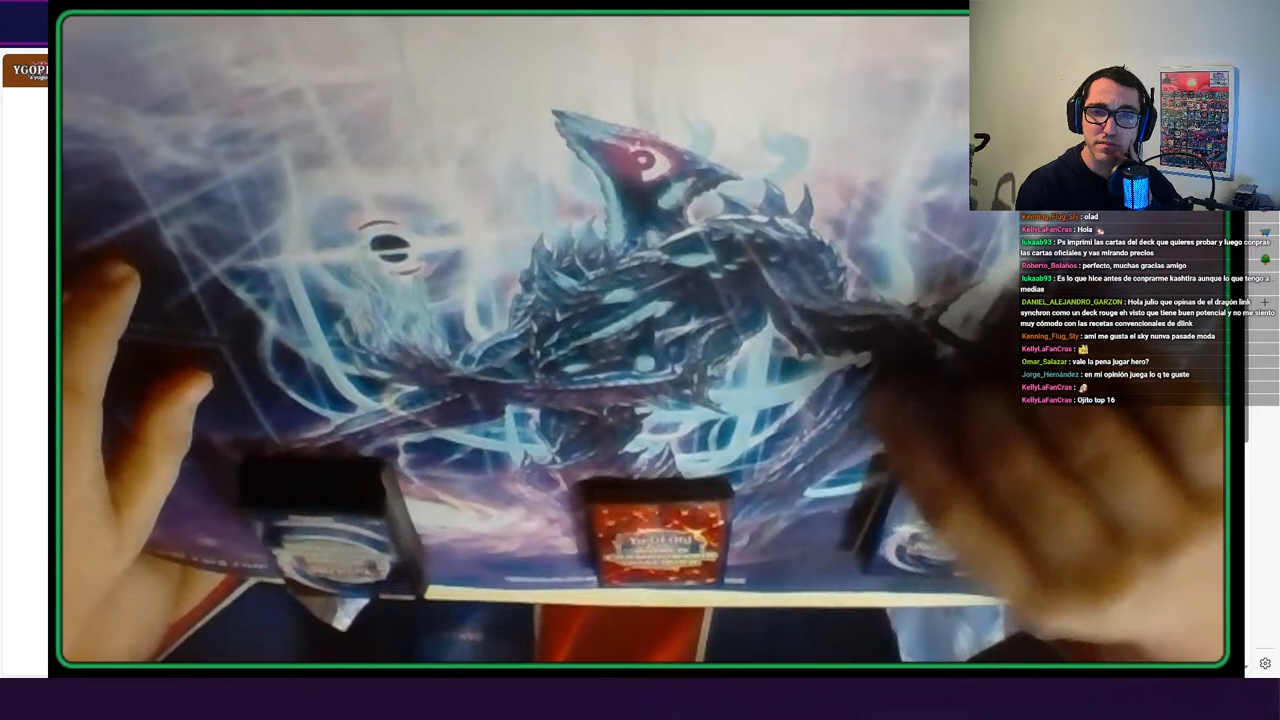 YGOP
Kenning_Flug_Sly : olad
KellyLaFanCras : Hola
lukaab93 : Ps imprimi las cartas del deck que quieres probar y luego compras
las cartas oficiales y vas mirando precios
Roberto_Bolaños : perfecto, muchas gracias amigo
lukaab93 : Es lo que hice antes de conprarme kashtira aunque lo que tengo a
medias
DANIEL_ALEJANDRO_GARZON : Hola julio que opinas de el dragón link
synchron como un deck rouge eh visto que tiene buen potencial y no me siento
muy cómodo con las recetas convencionales de dlink
Kenning_Flug_Sly : ami me gusta el sky nunva pasade moda
KellyLaFanCras :
Omar_Salazar : vale la pena jugar hero?
Jorge_Hernández : en mi opinión juega lo q te guste
KellyLaFanCras :
KellyLaFanCras : Ojito top 16
Yu-Gi-Oh!
WORLD
CHAMPIONSHIP